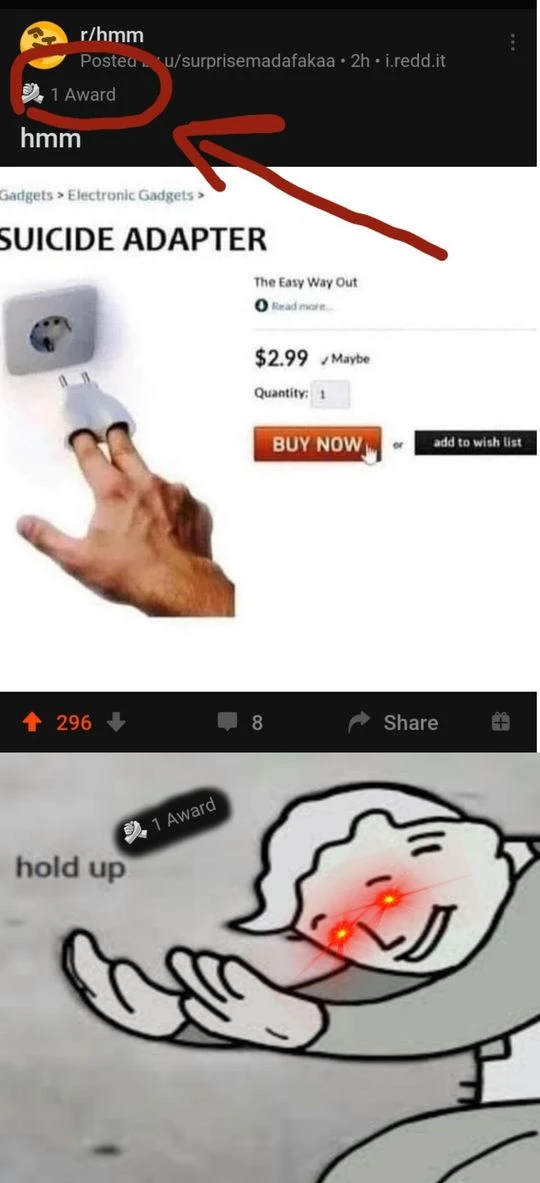 r/hmm
Posted by u/surprisemadafakaa • 2h • i.redd.it
1 Award
hmm
Gadgets > Electronic Gadgets >
SUICIDE ADAPTER
The Easy Way Out
Read more...
$2.99 ✓ Maybe
Quantity: 1
BUY NOW or add to wish list
296 8 Share
1 Award
hold up